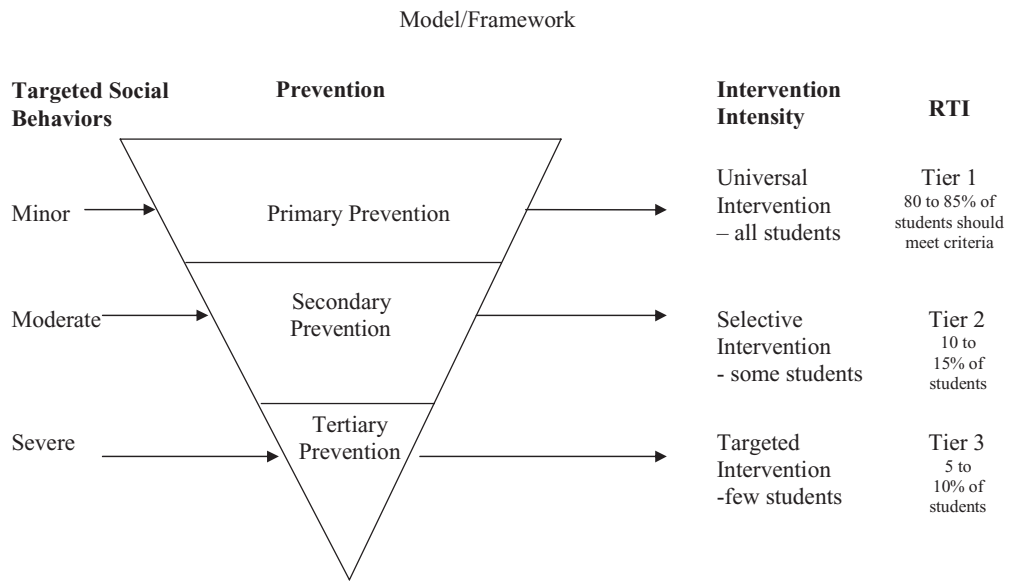 Model/Framework
Targeted Social
Behaviors
Prevention
Intervention
Intensity
RTI
Minor
Primary Prevention
Universal
Intervention
– all students
Tier 1
80 to 85% of
students should
meet criteria
Moderate
Secondary
Prevention
Selective
Intervention
- some students
Tier 2
10 to
15% of
students
Severe
Tertiary
Prevention
Targeted
Intervention
-few students
Tier 3
5 to
10% of
students